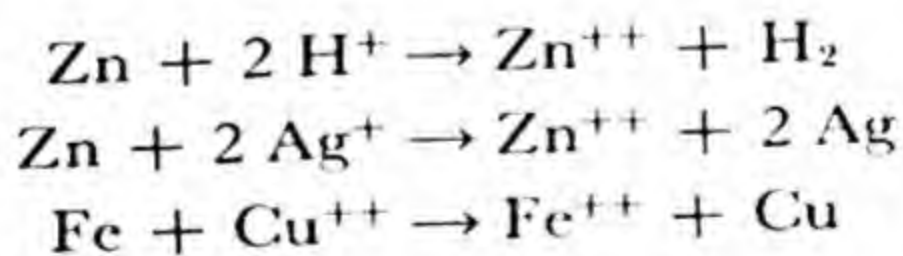 Zn + 2 H⁺ → Zn⁺⁺ + H₂
Zn + 2 Ag⁺ → Zn⁺⁺ + 2 Ag
Fe + Cu⁺⁺ → Fe⁺⁺ + Cu